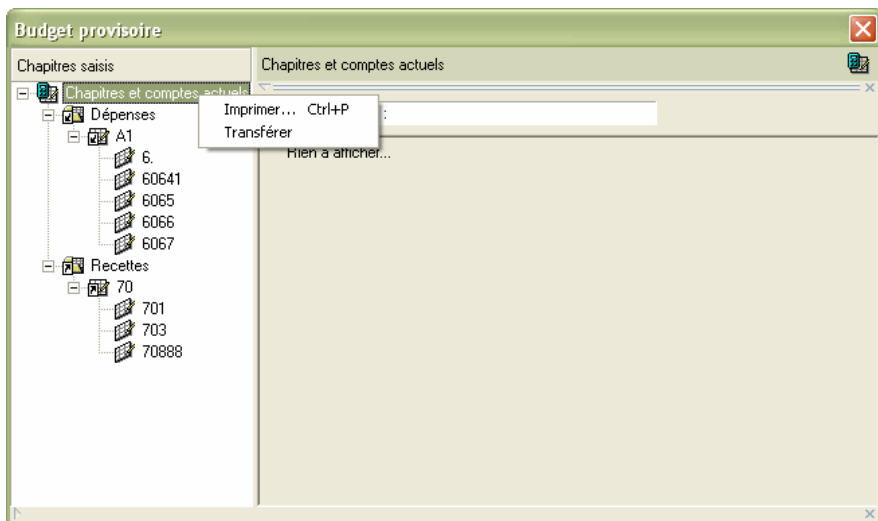 Budget provisoire
Chapitres saisis
Chapitres et comptes actuels
Chapitres et comptes actuels
Imprimer... Ctrl+P
:
Dépenses
Transférer
A1
Rien à afficher...
6.
60641
6065
6066
6067
Recettes
70
701
703
70888